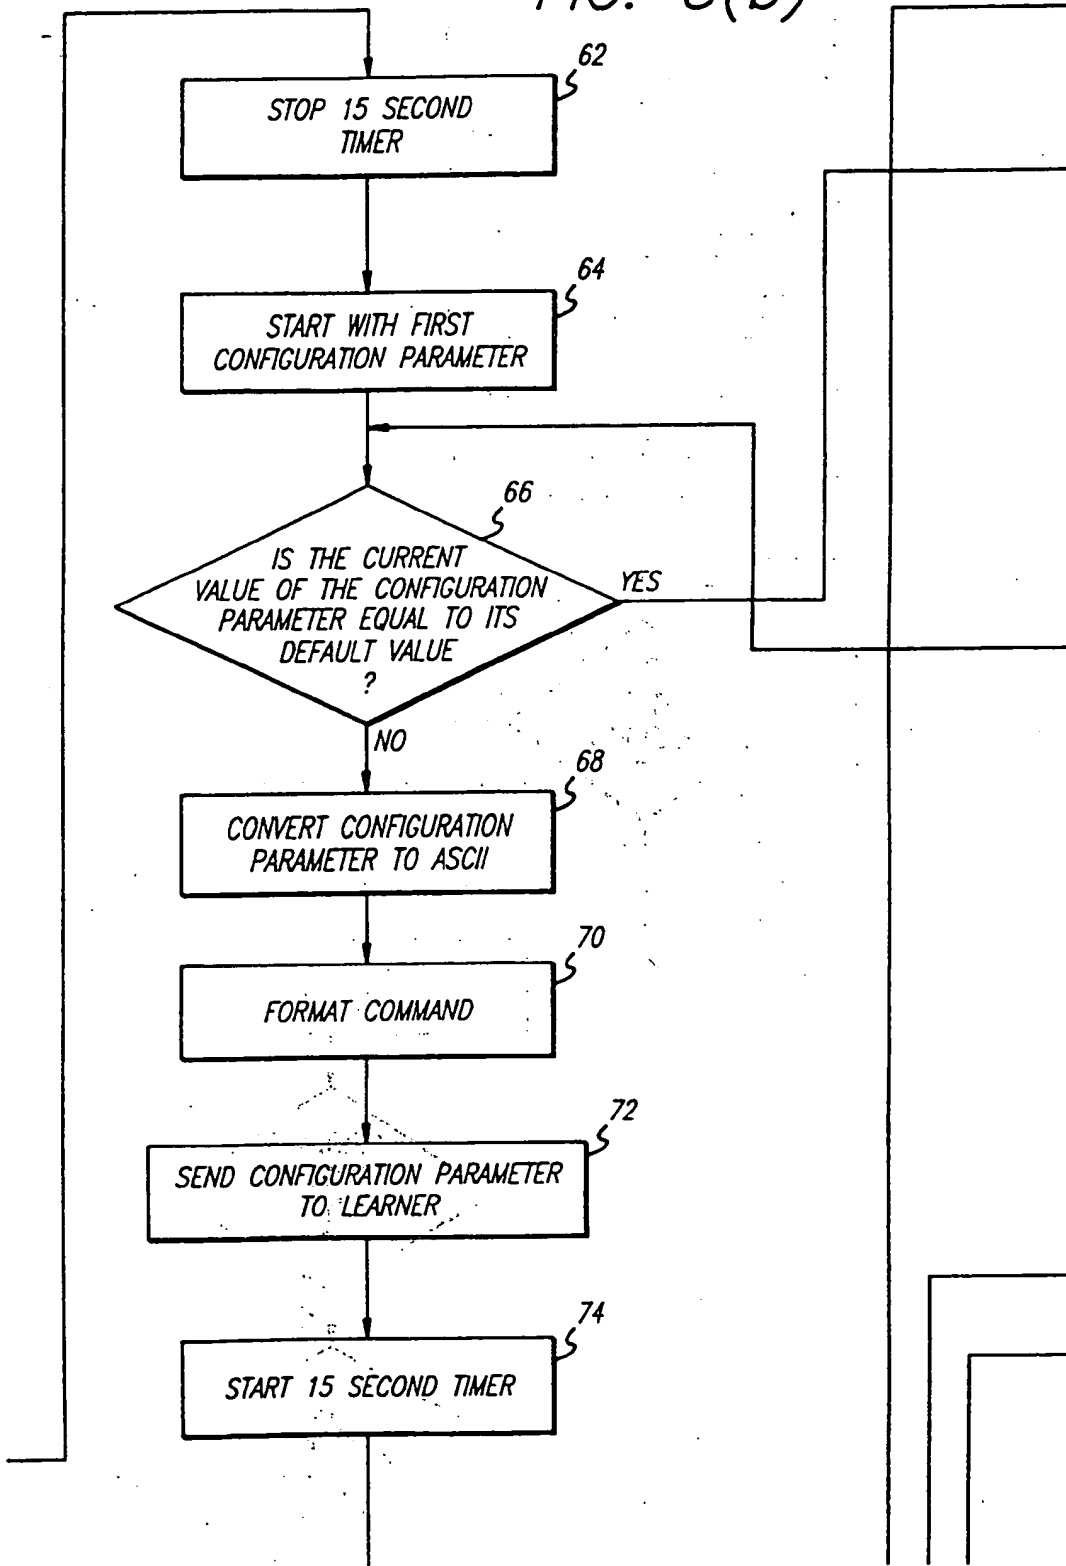 62
STOP 15 SECOND
TIMER
64
START WITH FIRST
CONFIGURATION PARAMETER
66
IS THE CURRENT
VALUE OF THE CONFIGURATION
PARAMETER EQUAL TO ITS
DEFAULT VALUE
?
YES
NO
68
CONVERT CONFIGURATION
PARAMETER TO ASCII
70
FORMAT COMMAND
72
SEND CONFIGURATION PARAMETER
TO LEARNER
74
START 15 SECOND TIMER